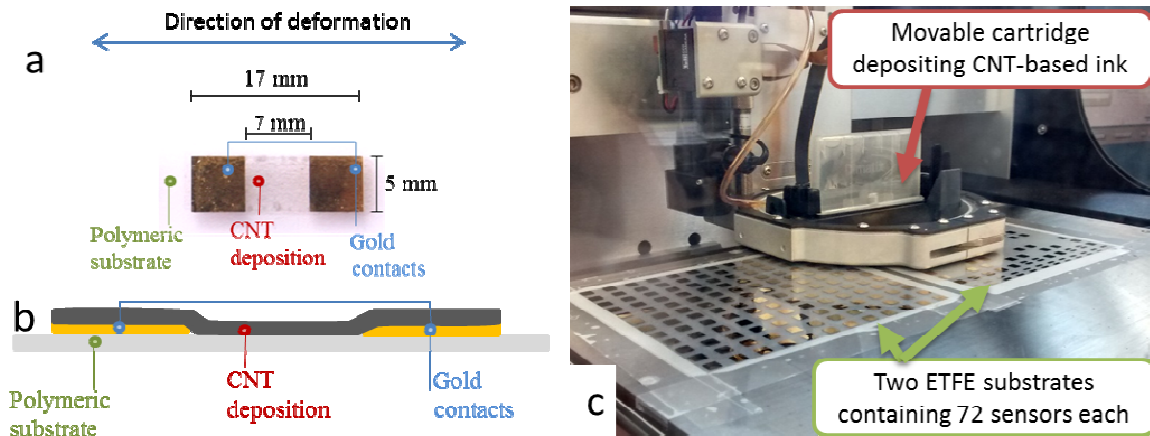 Direction of deformation
a
17 mm
7 mm
5 mm
Polymeric
substrate
CNT
deposition
Gold
contacts
b
Polymeric
substrate
CNT
deposition
Gold
contacts
Movable cartridge
depositing CNT-based ink
Two ETFE substrates
containing 72 sensors each
c